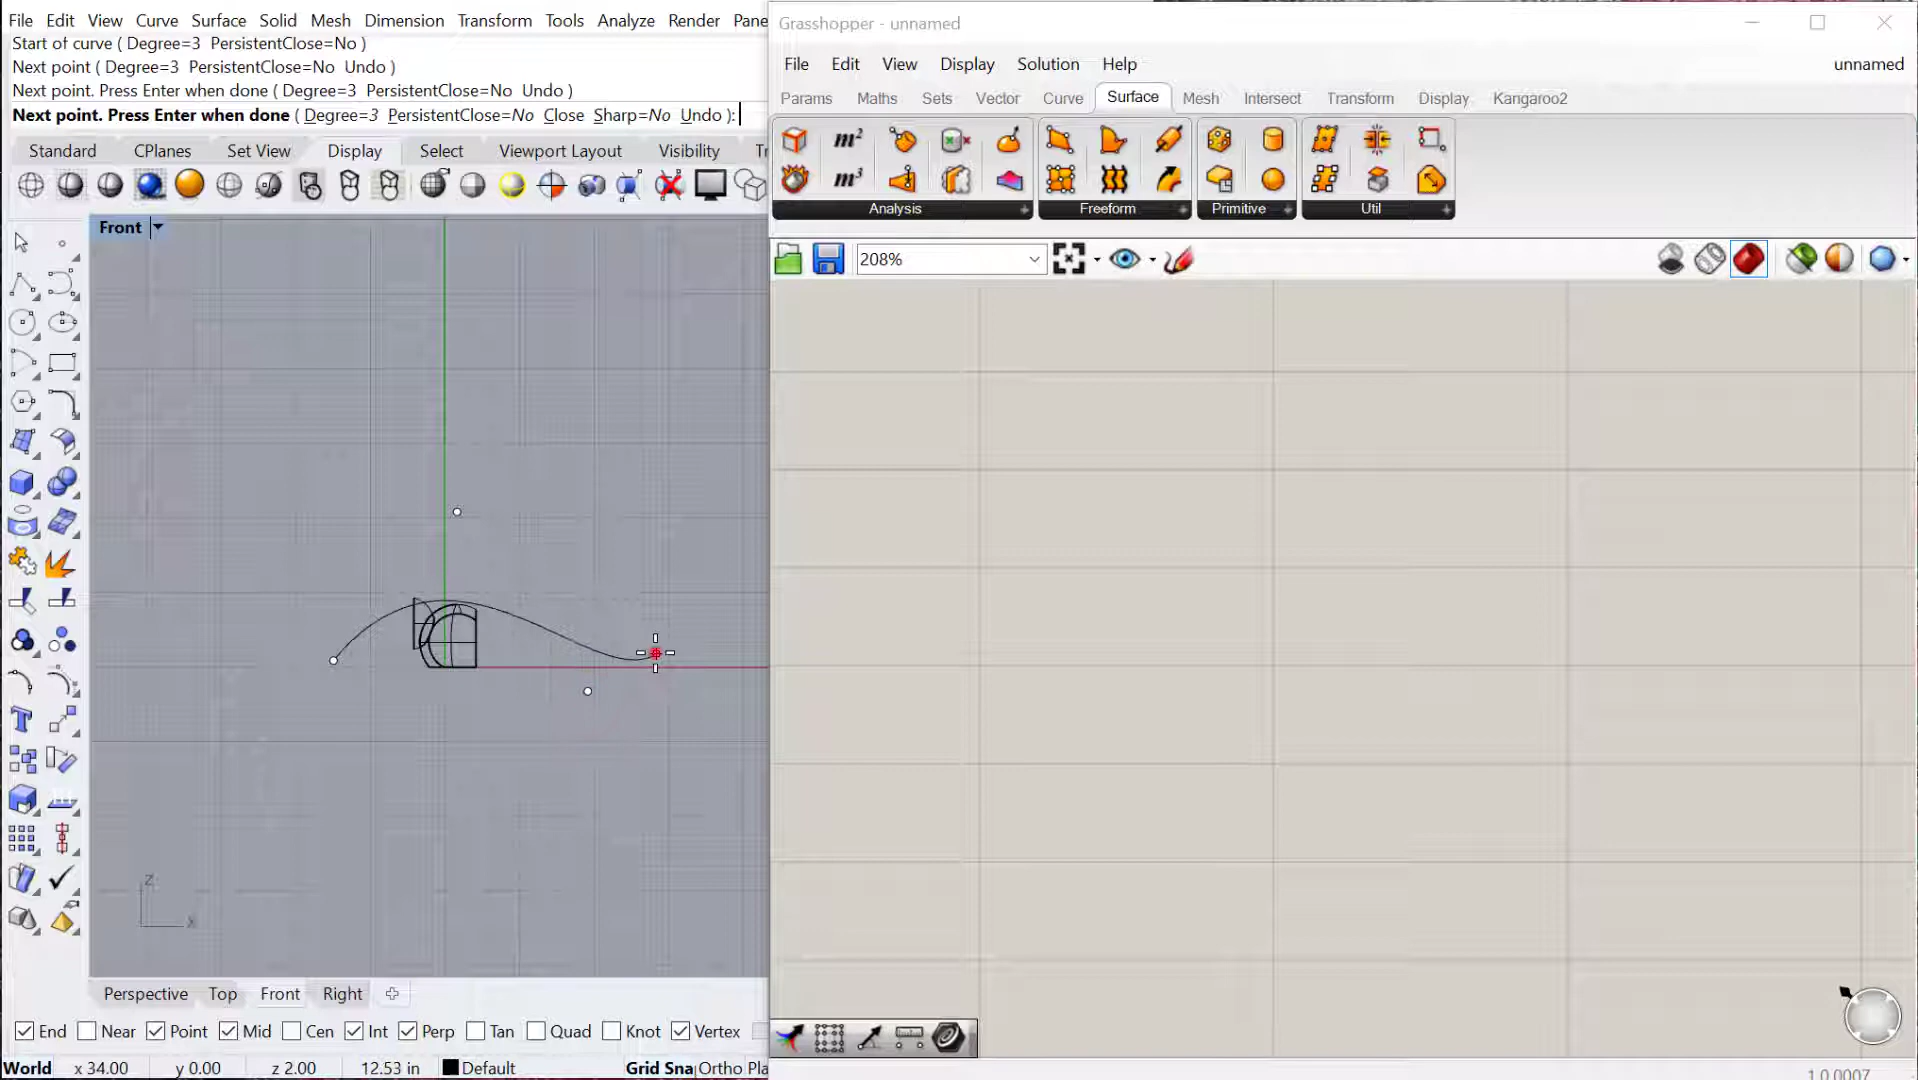 File Edit View Curve Surface Solid Mesh Dimension Transform Tools Analyze Render Pane
Start of curve ( Degree=3 PersistentClose=No )
Next point ( Degree=3 PersistentClose=No Undo )
Next point. Press Enter when done ( Degree=3 PersistentClose=No Undo )
Next point. Press Enter when done ( Degree=3 PersistentClose=No Close Sharp=No Undo ):
Standard CPlanes Set View Display Select Viewport Layout Visibility Tr
Front
z
x
Perspective Top Front Right
End Near Point Mid Cen Int Perp Tan Quad Knot Vertex
World x 34.00 y 0.00 z 2.00 12.53 in Default Grid Sna Ortho Pla
Grasshopper - unnamed
File Edit View Display Solution Help unnamed
Params Maths Sets Vector Curve Surface Mesh Intersect Transform Display Kangaroo2
m²
m³
Analysis Freeform Primitive Util
208%
1.0.0007